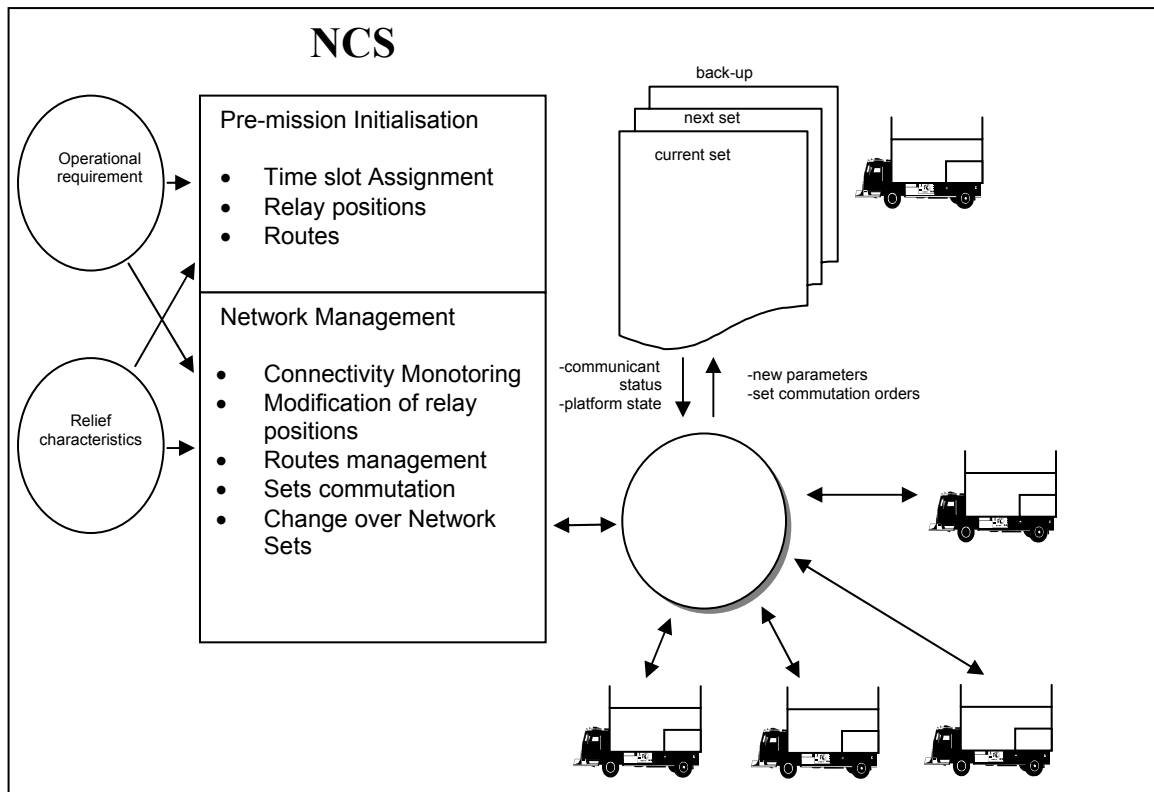 NCS
Operational
requirement
Relief
characteristics
Pre-mission Initialisation
• Time slot Assignment
• Relay positions
• Routes
Network Management
• Connectivity Monotoring
• Modification of relay
positions
• Routes management
• Sets commutation
• Change over Network
Sets
back-up
next set
current set
-communicant
status
-platform state
-new parameters
-set commutation orders